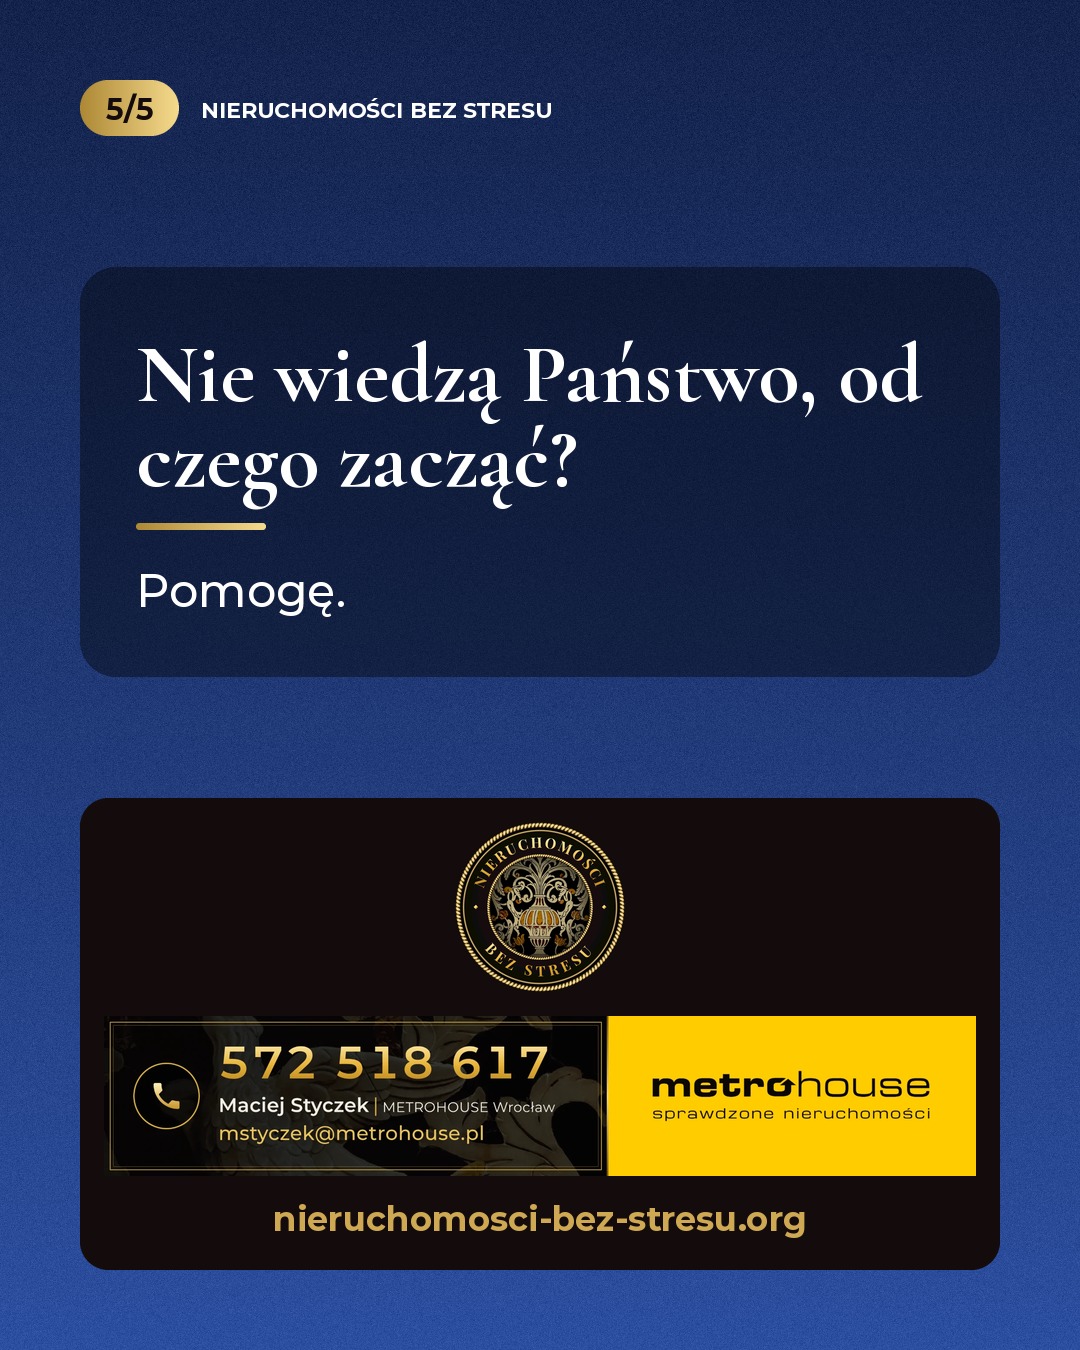 5/5
NIERUCHOMOŚCI BEZ STRESU
Nie wiedzą Państwo, od
czego zacząć?
Pomogę.
NIERUCHOMOŚCI
BEZ STRESU
572 518 617
Maciej Styczek | METROHOUSE Wrocław
mstyczek@metrohouse.pl
metrohouse
sprawdzone nieruchomości
nieruchomosci-bez-stresu.org